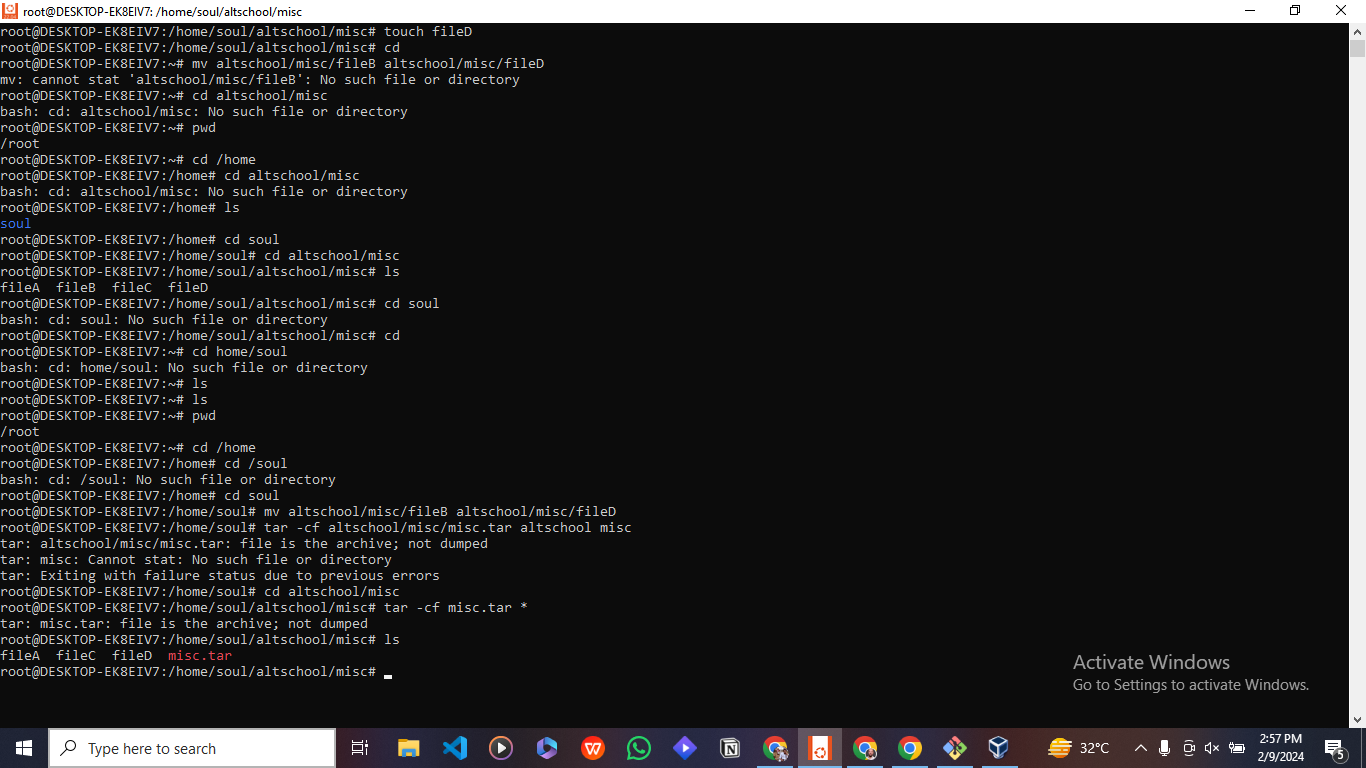 root@DESKTOP-EK8EIV7: /home/soul/altschool/misc
root@DESKTOP-EK8EIV7:/home/soul/altschool/misc# touch fileD
root@DESKTOP-EK8EIV7:/home/soul/altschool/misc# cd
root@DESKTOP-EK8EIV7:~# mv altschool/misc/fileB altschool/misc/fileD
mv: cannot stat 'altschool/misc/fileB': No such file or directory
root@DESKTOP-EK8EIV7:~# cd altschool/misc
bash: cd: altschool/misc: No such file or directory
root@DESKTOP-EK8EIV7:~# pwd
/root
root@DESKTOP-EK8EIV7:~# cd /home
root@DESKTOP-EK8EIV7:/home# cd altschool/misc
bash: cd: altschool/misc: No such file or directory
root@DESKTOP-EK8EIV7:/home# ls
soul
root@DESKTOP-EK8EIV7:/home# cd soul
root@DESKTOP-EK8EIV7:/home/soul# cd altschool/misc
root@DESKTOP-EK8EIV7:/home/soul/altschool/misc# ls
fileA  fileB  fileC  fileD
root@DESKTOP-EK8EIV7:/home/soul/altschool/misc# cd soul
bash: cd: soul: No such file or directory
root@DESKTOP-EK8EIV7:/home/soul/altschool/misc# cd
root@DESKTOP-EK8EIV7:~# cd home/soul
bash: cd: home/soul: No such file or directory
root@DESKTOP-EK8EIV7:~# ls
root@DESKTOP-EK8EIV7:~# ls
root@DESKTOP-EK8EIV7:~# pwd
/root
root@DESKTOP-EK8EIV7:~# cd /home
root@DESKTOP-EK8EIV7:/home# cd /soul
bash: cd: /soul: No such file or directory
root@DESKTOP-EK8EIV7:/home# cd soul
root@DESKTOP-EK8EIV7:/home/soul# mv altschool/misc/fileB altschool/misc/fileD
root@DESKTOP-EK8EIV7:/home/soul# tar -cf altschool/misc/misc.tar altschool misc
tar: altschool/misc/misc.tar: file is the archive; not dumped
tar: misc: Cannot stat: No such file or directory
tar: Exiting with failure status due to previous errors
root@DESKTOP-EK8EIV7:/home/soul# cd altschool/misc
root@DESKTOP-EK8EIV7:/home/soul/altschool/misc# tar -cf misc.tar *
tar: misc.tar: file is the archive; not dumped
root@DESKTOP-EK8EIV7:/home/soul/altschool/misc# ls
fileA  fileC  fileD  misc.tar
root@DESKTOP-EK8EIV7:/home/soul/altschool/misc#
Activate Windows
Go to Settings to activate Windows.
Type here to search
32°C
2:57 PM
2/9/2024
5